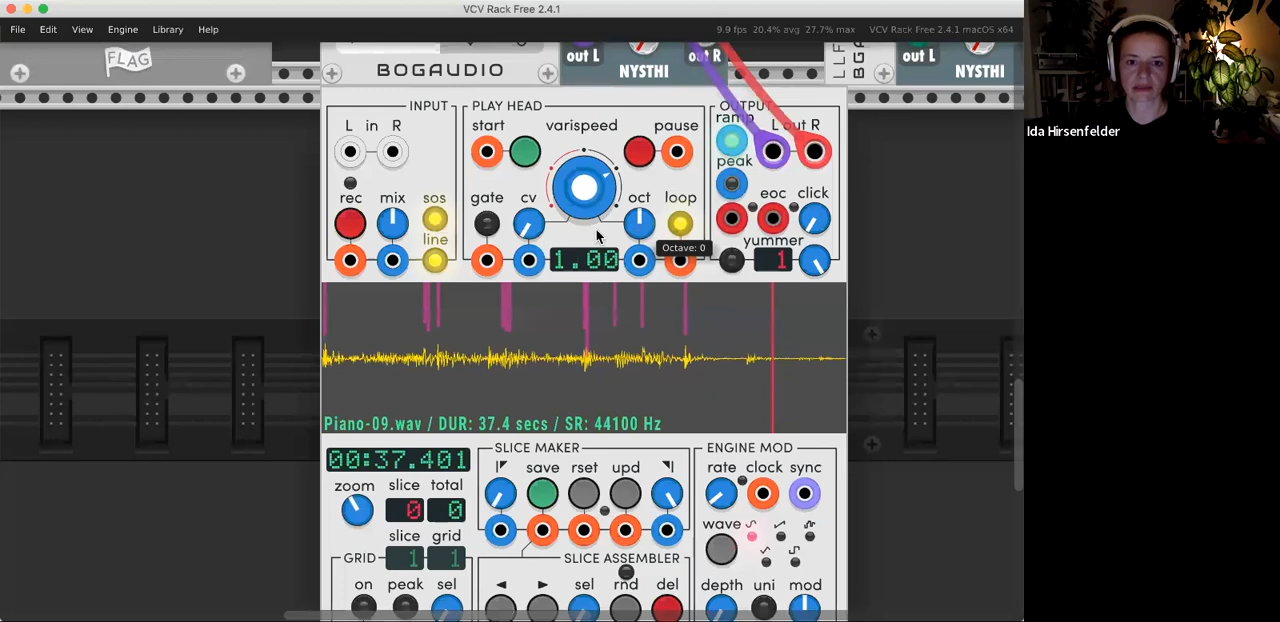 VCV Rack Free 2.4.1
File Edit View Engine Library Help
9.9 fps 20.4% avg 27.7% max VCV Rack Free 2.4.1 macOS x64
FLAG
BOGAUDIO
out L out R
NYSTHI
out L
NYSTHI
INPUT
L in R
rec mix sos
line
PLAY HEAD
start varispeed pause
gate cv oct loop
1.00
Octave: 0
OUTPUT
ramp L out R
peak
eoc click
yummer
1
Ida Hirsenfelder
Piano-09.wav / DUR: 37.4 secs / SR: 44100 Hz
00:37.401
zoom slice total
0 0
slice grid
GRID 1 1
on peak sel
SLICE MAKER
save rset upd
SLICE ASSEMBLER
sel rnd del
ENGINE MOD
rate clock sync
wave
depth uni mod